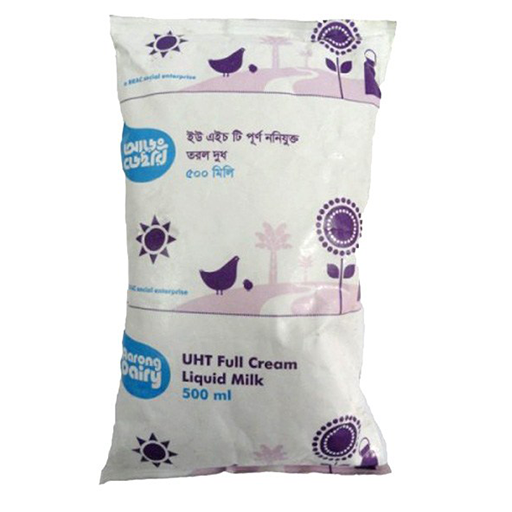 a BRAC social enterprise
আড়ং
ডেইরি
ইউ এইচ টি পূর্ণ ননিযুক্ত
তরল দুধ
৫০০ মিলি
BRAC social enterprise
Aarong
Dairy
UHT Full Cream
Liquid Milk
500 ml